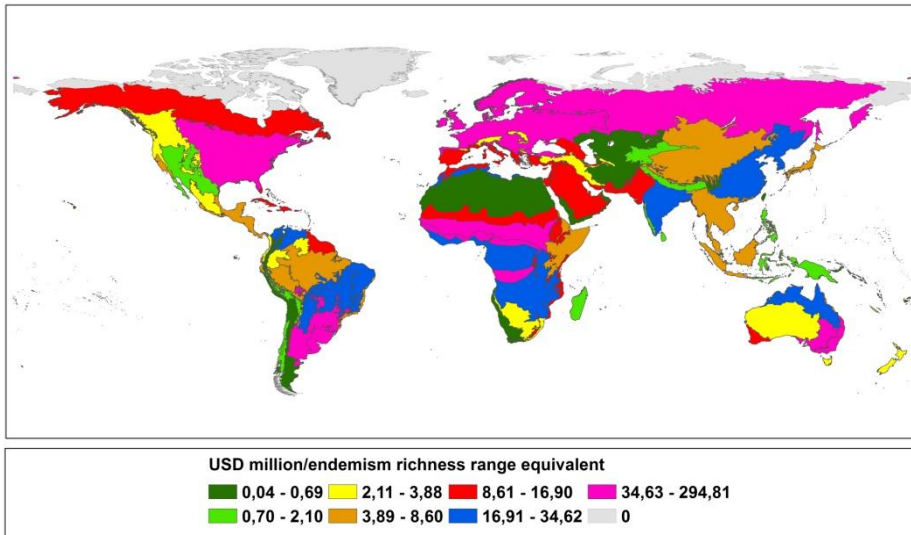 USD million/endemism richness range equivalent
0,04 - 0,69 2,11 - 3,88 8,61 - 16,90 34,63 - 294,81
0,70 - 2,10 3,89 - 8,60 16,91 - 34,62 0